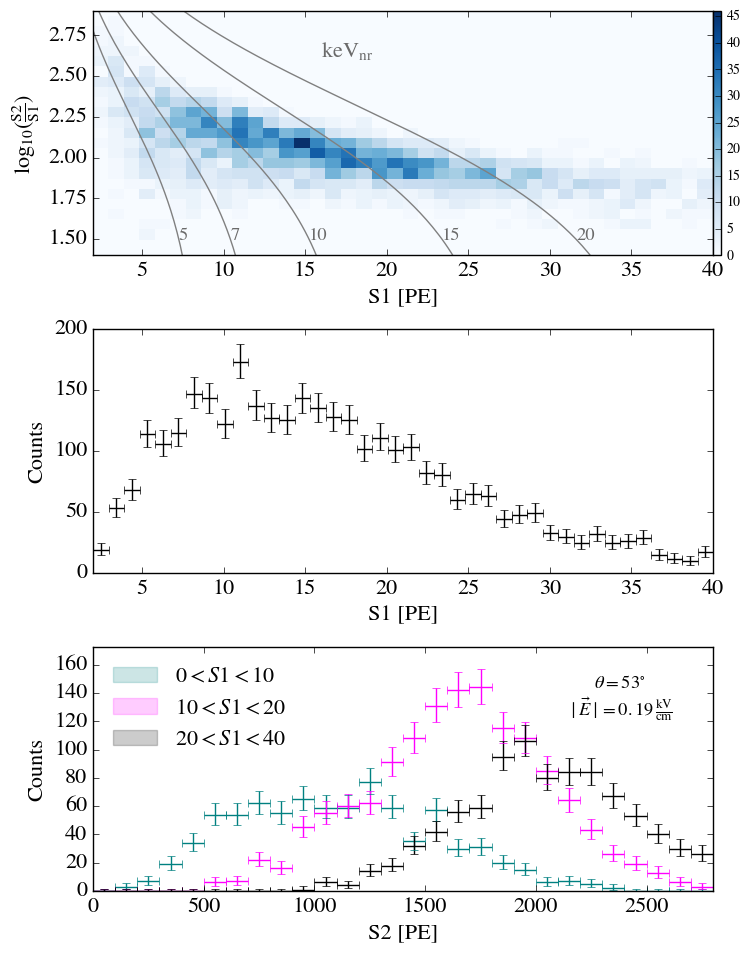 keV_nr
2.75
2.50
2.25
2.00
1.75
1.50
log10(S2/S1)
5 7 10 15 20
5 10 15 20 25 30 35 40
S1 [PE]
45
40
35
30
25
20
15
10
5
0
200
150
100
50
0
Counts
5 10 15 20 25 30 35 40
S1 [PE]
160
140
120
100
80
60
40
20
0
Counts
0 < S1 < 10
10 < S1 < 20
20 < S1 < 40
θ = 53°
|E⃗| = 0.19 kV/cm
0 500 1000 1500 2000 2500
S2 [PE]